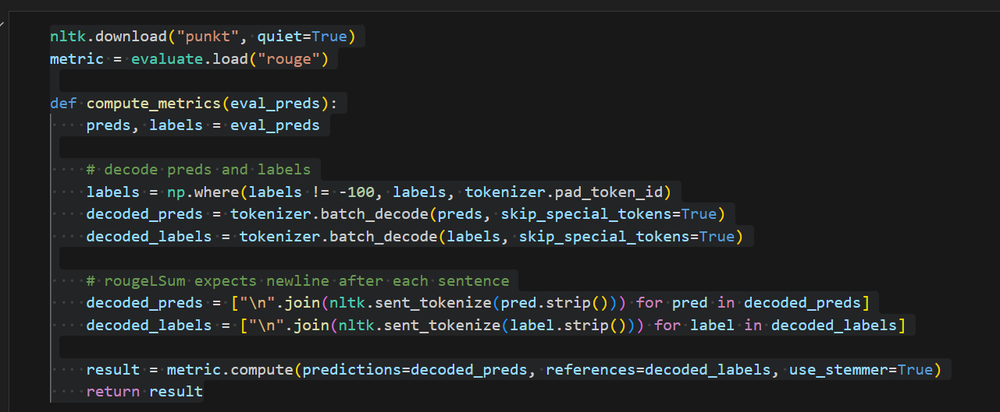 nltk.download("punkt", quiet=True)
metric = evaluate.load("rouge")
def compute_metrics(eval_preds):
    preds, labels = eval_preds
    # decode preds and labels
    labels = np.where(labels != -100, labels, tokenizer.pad_token_id)
    decoded_preds = tokenizer.batch_decode(preds, skip_special_tokens=True)
    decoded_labels = tokenizer.batch_decode(labels, skip_special_tokens=True)
    # rougeLSum expects newline after each sentence
    decoded_preds = ["\n".join(nltk.sent_tokenize(pred.strip())) for pred in decoded_preds]
    decoded_labels = ["\n".join(nltk.sent_tokenize(label.strip())) for label in decoded_labels]
    result = metric.compute(predictions=decoded_preds, references=decoded_labels, use_stemmer=True)
    return result